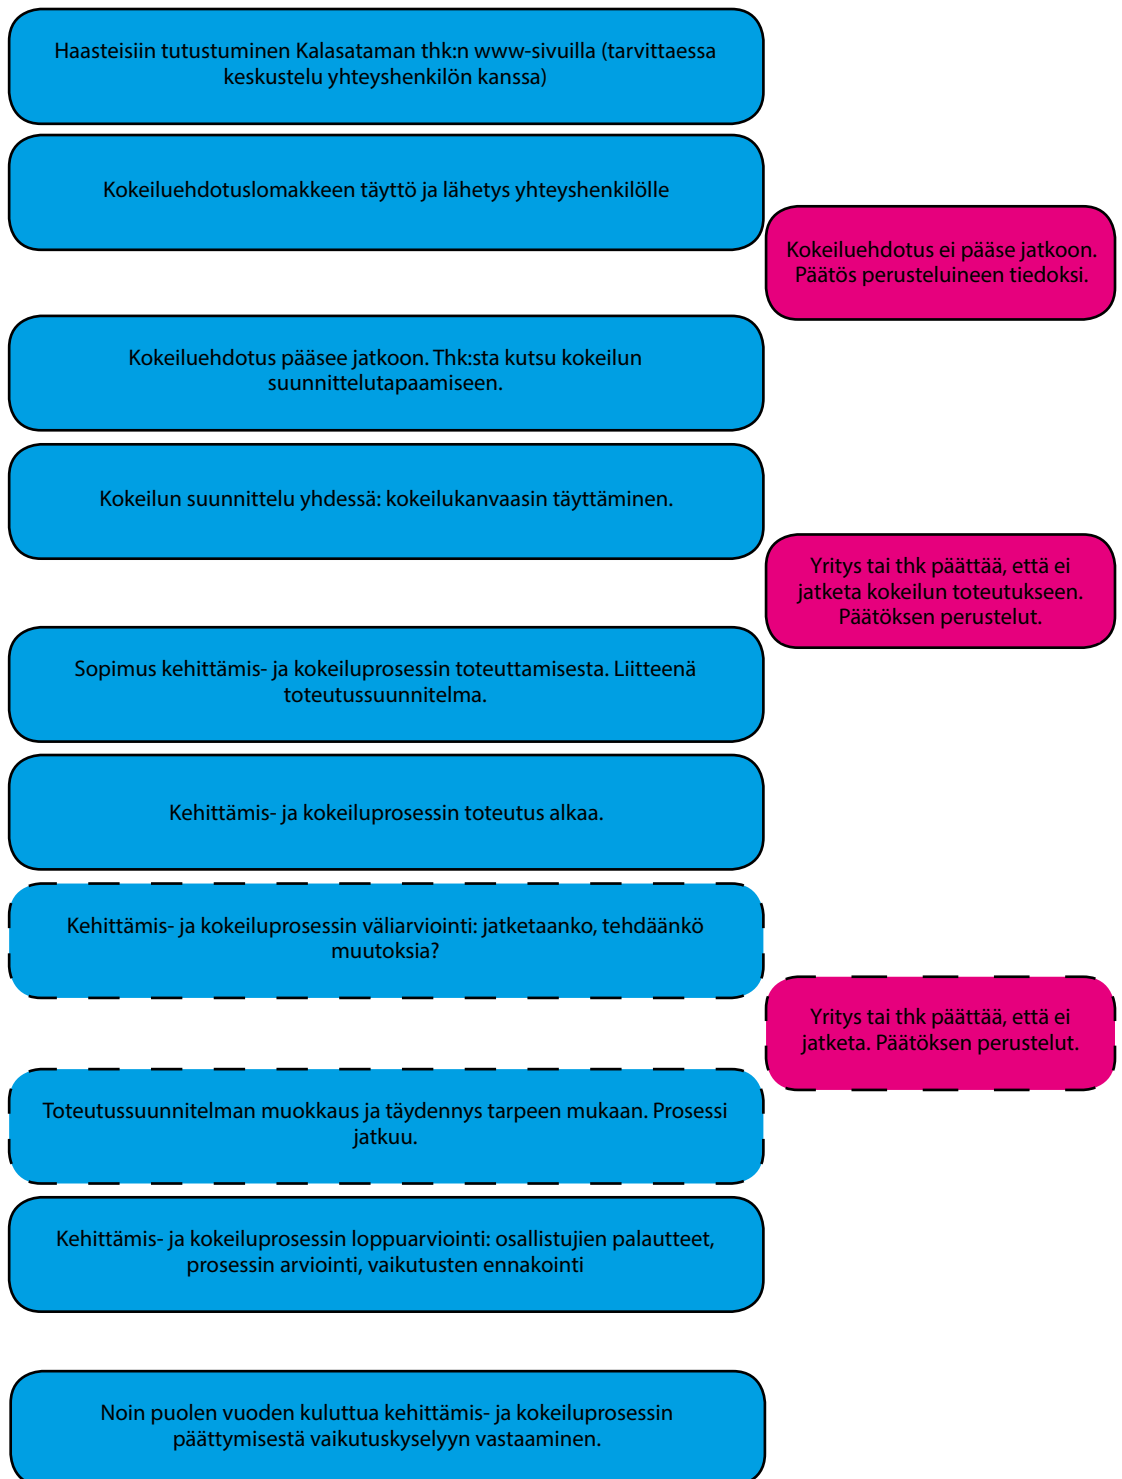 Haasteisiin tutustuminen Kalasataman thk:n www-sivuilla (tarvittaessa
keskustelu yhteyshenkilön kanssa)
Kokeiluehdotuslomakkeen täyttö ja lähetys yhteyshenkilölle
Kokeiluehdotus ei pääse jatkoon.
Päätös perusteluineen tiedoksi.
Kokeiluehdotus pääsee jatkoon. Thk:sta kutsu kokeilun
suunnittelutapaamiseen.
Kokeilun suunnittelu yhdessä: kokeilukanvaasin täyttäminen.
Yritys tai thk päättää, että ei
jatketa kokeilun toteutukseen.
Päätöksen perustelut.
Sopimus kehittämis- ja kokeiluprosessin toteuttamisesta. Liitteenä
toteutussuunnitelma.
Kehittämis- ja kokeiluprosessin toteutus alkaa.
Kehittämis- ja kokeiluprosessin väliarviointi: jatketaanko, tehdäänkö
muutoksia?
Yritys tai thk päättää, että ei
jatketa. Päätöksen perustelut.
Toteutussuunnitelman muokkaus ja täydennys tarpeen mukaan. Prosessi
jatkuu.
Kehittämis- ja kokeiluprosessin loppuarviointi: osallistujien palautteet,
prosessin arviointi, vaikutusten ennakointi
Noin puolen vuoden kuluttua kehittämis- ja kokeiluprosessin
päättymisestä vaikutuskyselyyn vastaaminen.